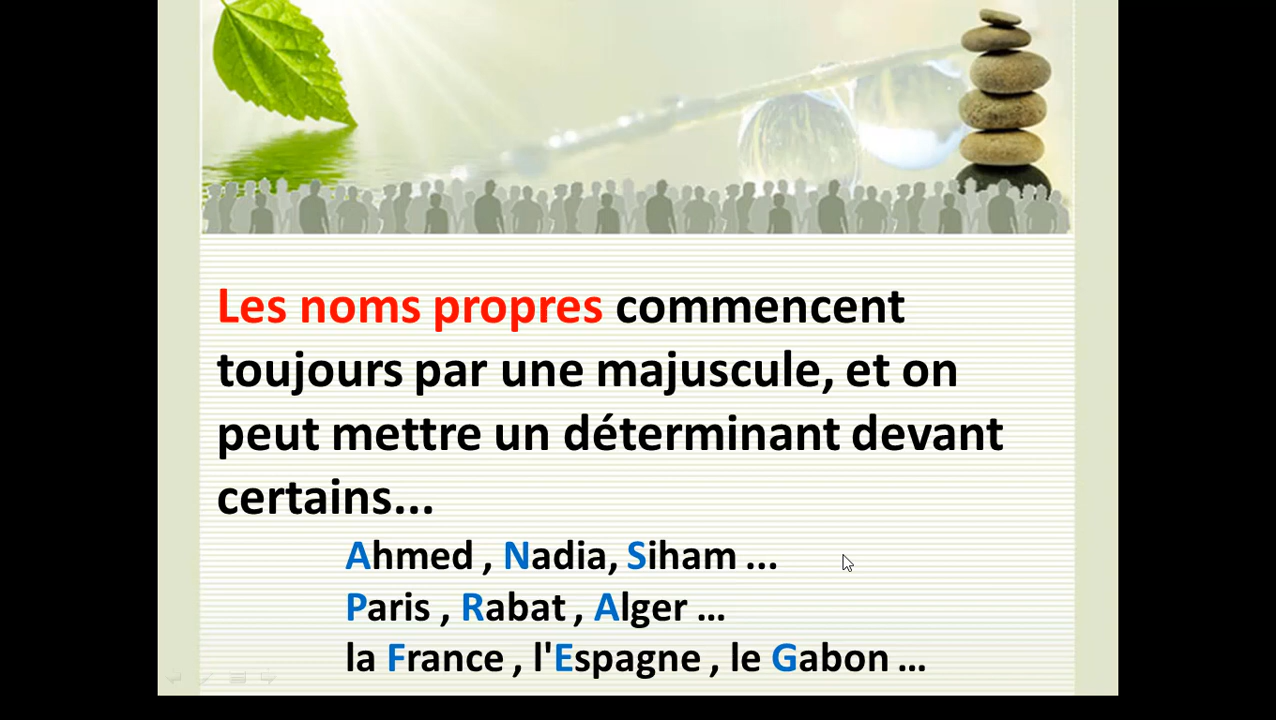 Les noms propres commencent
toujours par une majuscule, et on
peut mettre un déterminant devant
certains...
Ahmed , Nadia, Siham ...
Paris , Rabat , Alger ...
la France , l'Espagne , le Gabon ...